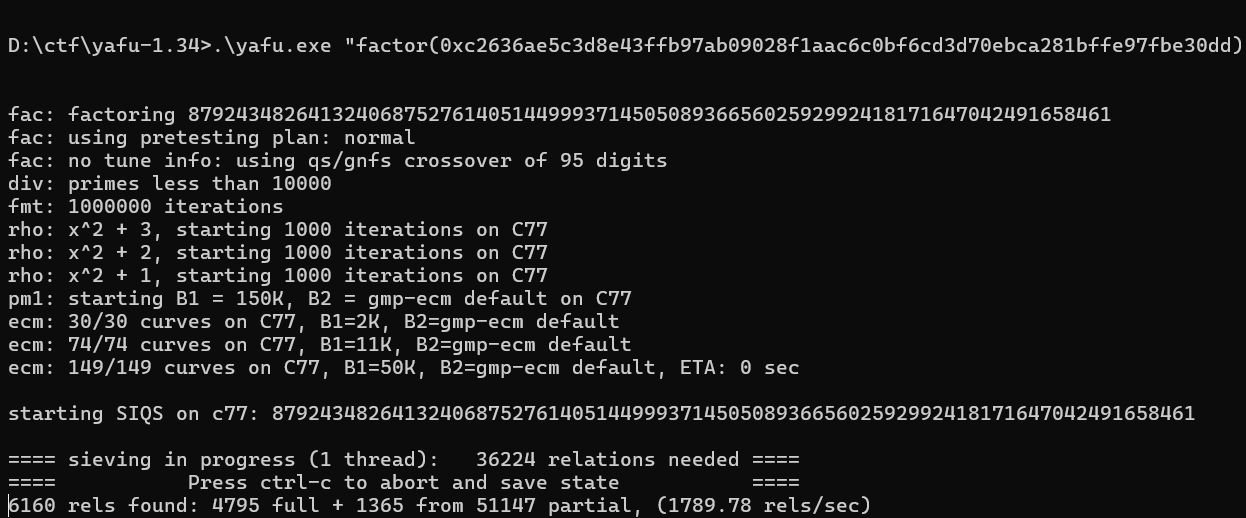 D:\ctf\yafu-1.34>.\yafu.exe "factor(0xc2636ae5c3d8e43ffb97ab09028f1aac6c0bf6cd3d70ebca281bffe97fbe30dd)
fac: factoring 87924348264132406875276140514499937145050893665602592992418171647042491658461
fac: using pretesting plan: normal
fac: no tune info: using qs/gnfs crossover of 95 digits
div: primes less than 10000
fmt: 1000000 iterations
rho: x^2 + 3, starting 1000 iterations on C77
rho: x^2 + 2, starting 1000 iterations on C77
rho: x^2 + 1, starting 1000 iterations on C77
pm1: starting B1 = 150K, B2 = gmp-ecm default on C77
ecm: 30/30 curves on C77, B1=2K, B2=gmp-ecm default
ecm: 74/74 curves on C77, B1=11K, B2=gmp-ecm default
ecm: 149/149 curves on C77, B1=50K, B2=gmp-ecm default, ETA: 0 sec
starting SIQS on c77: 87924348264132406875276140514499937145050893665602592992418171647042491658461
==== sieving in progress (1 thread):   36224 relations needed ====
====           Press ctrl-c to abort and save state           ====
6160 rels found: 4795 full + 1365 from 51147 partial, (1789.78 rels/sec)